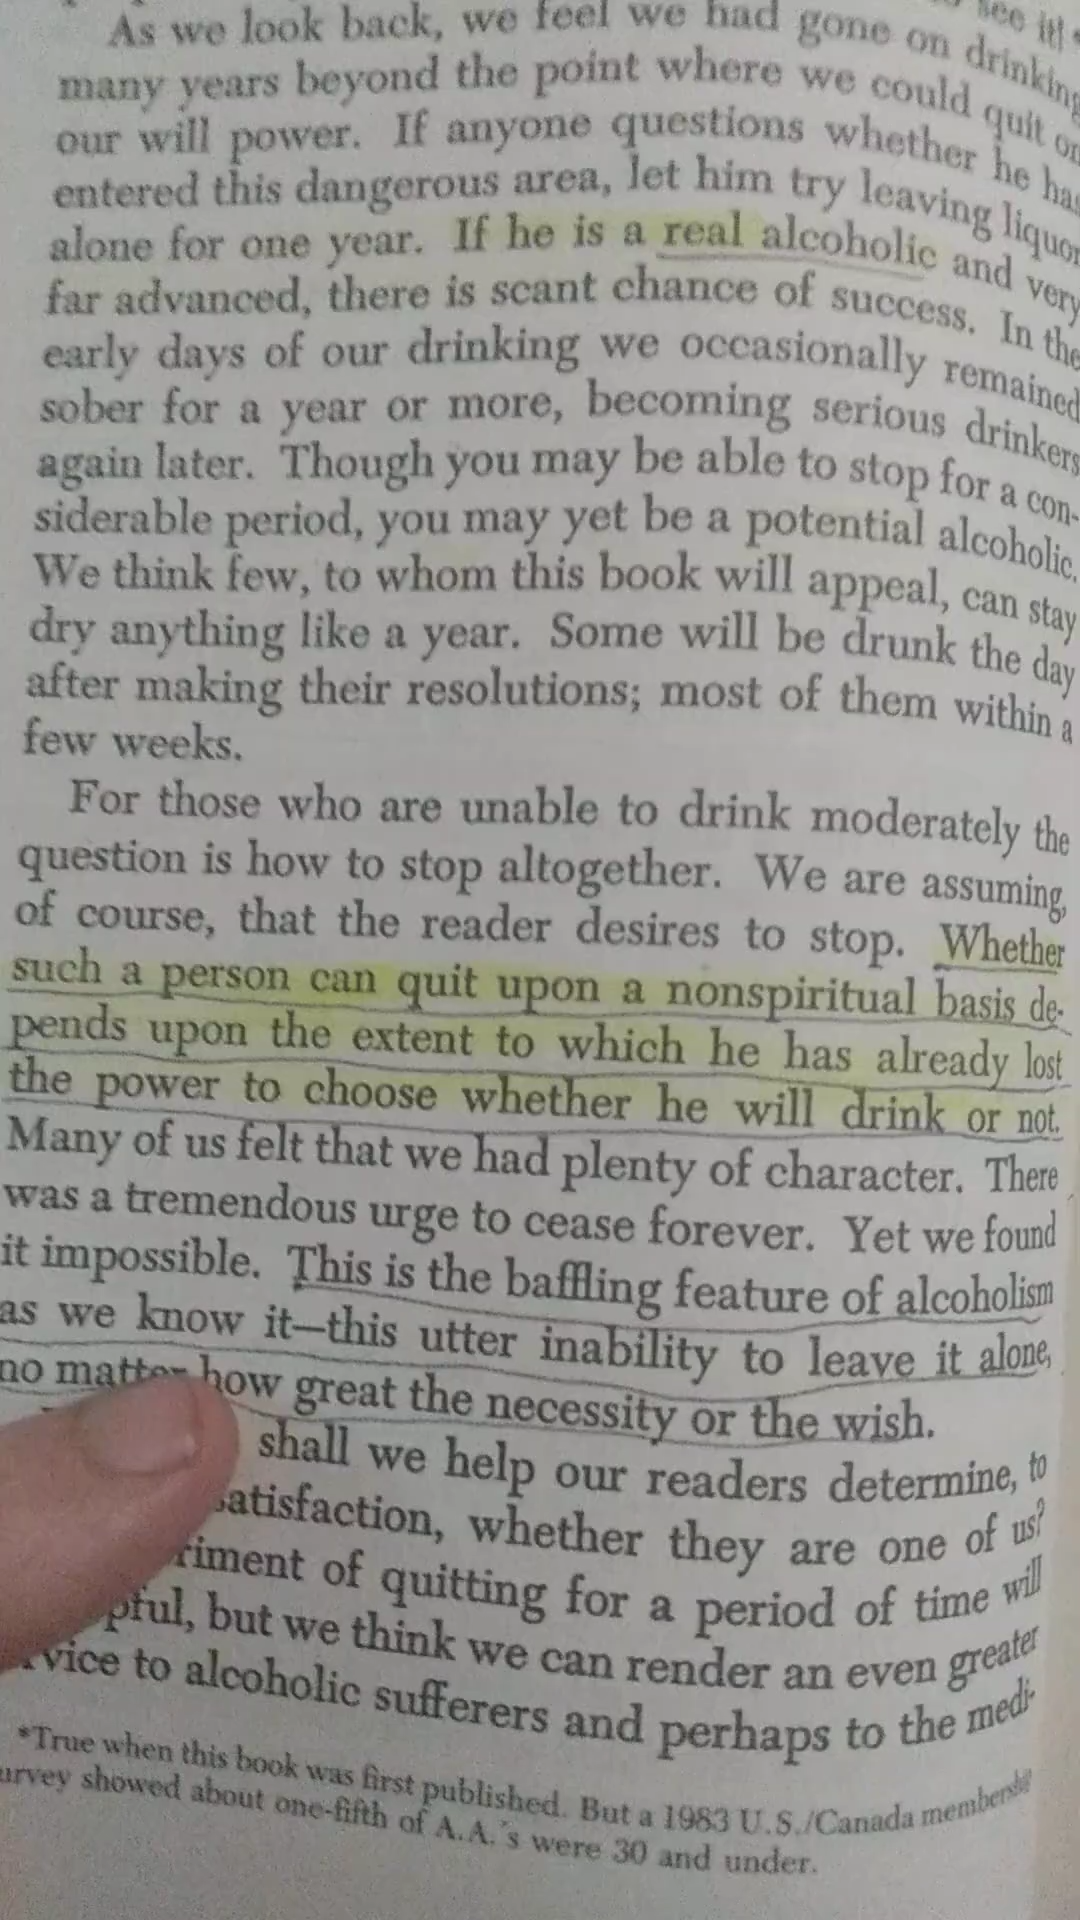 see it! *
As we look back, we feel we had gone on drinking
many years beyond the point where we could quit on
our will power. If anyone questions whether he has
entered this dangerous area, let him try leaving liquor
alone for one year. If he is a real alcoholic and very
far advanced, there is scant chance of success. In the
early days of our drinking we occasionally remained
sober for a year or more, becoming serious drinkers
again later. Though you may be able to stop for a con-
siderable period, you may yet be a potential alcoholic.
We think few, to whom this book will appeal, can stay
dry anything like a year. Some will be drunk the day
after making their resolutions; most of them within a
few weeks.
For those who are unable to drink moderately the
question is how to stop altogether. We are assuming,
of course, that the reader desires to stop. Whether
such a person can quit upon a nonspiritual basis de-
pends upon the extent to which he has already lost
the power to choose whether he will drink or not.
Many of us felt that we had plenty of character. There
was a tremendous urge to cease forever. Yet we found
it impossible. This is the baffling feature of alcoholism
as we know it—this utter inability to leave it alone,
no matter how great the necessity or the wish.
shall we help our readers determine, to
satisfaction, whether they are one of us?
riment of quitting for a period of time will
pful, but we think we can render an even greater
rvice to alcoholic sufferers and perhaps to the medi-
*True when this book was first published. But a 1983 U.S./Canada membership
urvey showed about one-fifth of A.A.'s were 30 and under.